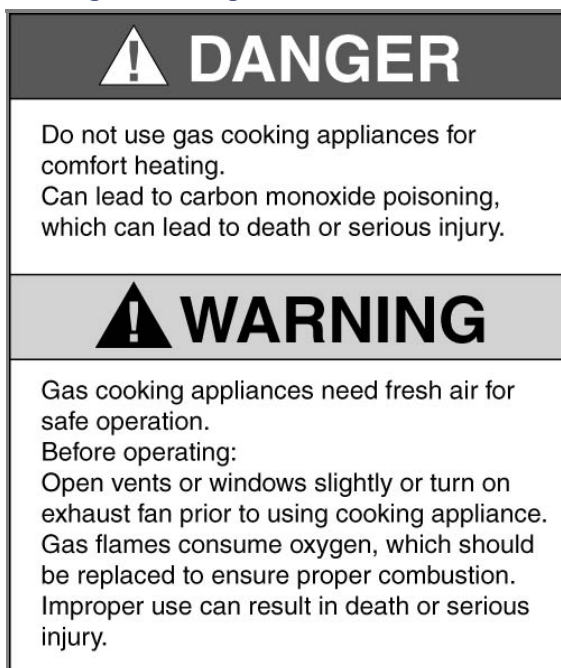 DANGER
Do not use gas cooking appliances for
comfort heating.
Can lead to carbon monoxide poisoning,
which can lead to death or serious injury.
WARNING
Gas cooking appliances need fresh air for
safe operation.
Before operating:
Open vents or windows slightly or turn on
exhaust fan prior to using cooking appliance.
Gas flames consume oxygen, which should
be replaced to ensure proper combustion.
Improper use can result in death or serious
injury.